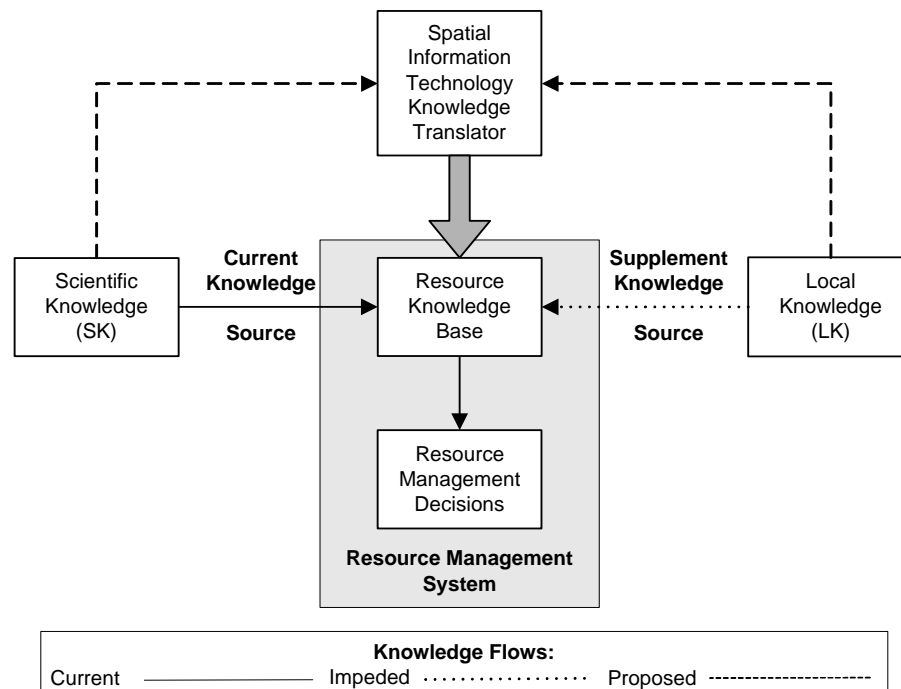 Spatial
Information
Technology
Knowledge
Translator
Scientific
Knowledge
(SK)
Current
Knowledge
Source
Resource
Knowledge
Base
Supplement
Knowledge
Source
Local
Knowledge
(LK)
Resource
Management
Decisions
Resource Management
System
Knowledge Flows:
Current Impeded Proposed